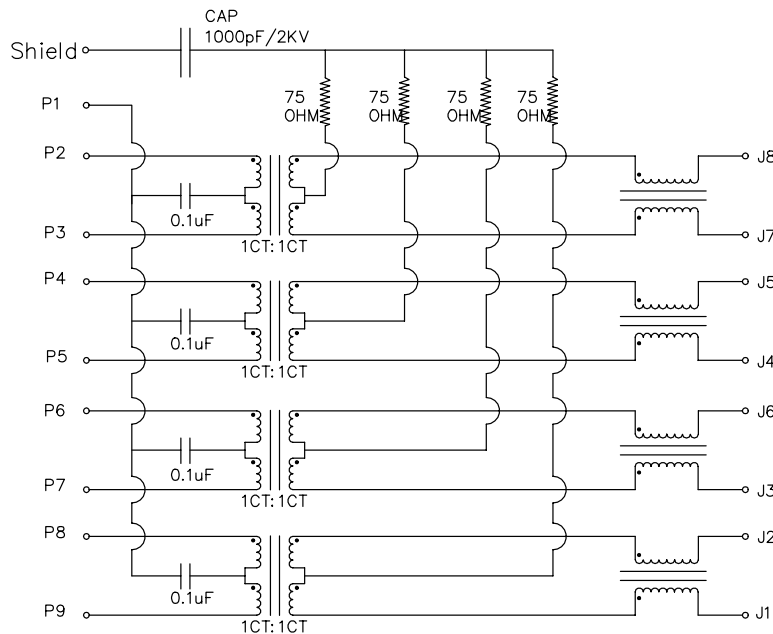 CAP
1000pF/2KV
Shield
P1
75
OHM
75
OHM
75
OHM
75
OHM
P2
J8
0.1uF
P3
J7
1CT:1CT
P4
J5
0.1uF
P5
J4
1CT:1CT
P6
J6
0.1uF
P7
J3
1CT:1CT
P8
J2
0.1uF
P9
J1
1CT:1CT